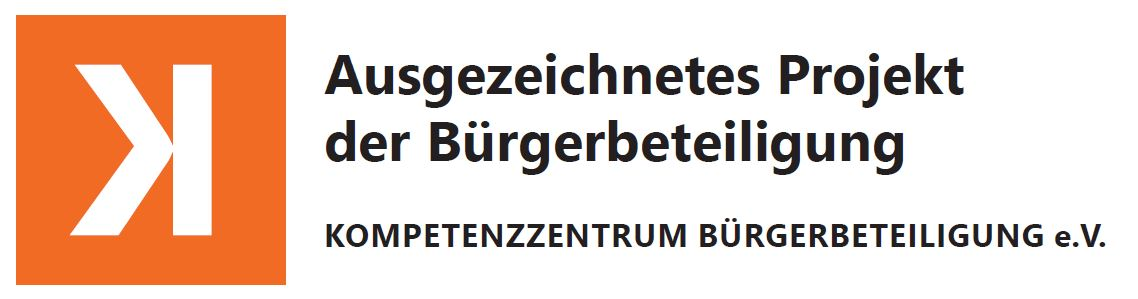 Ausgezeichnetes Projekt
der Bürgerbeteiligung
KOMPETENZZENTRUM BÜRGERBETEILIGUNG e.V.